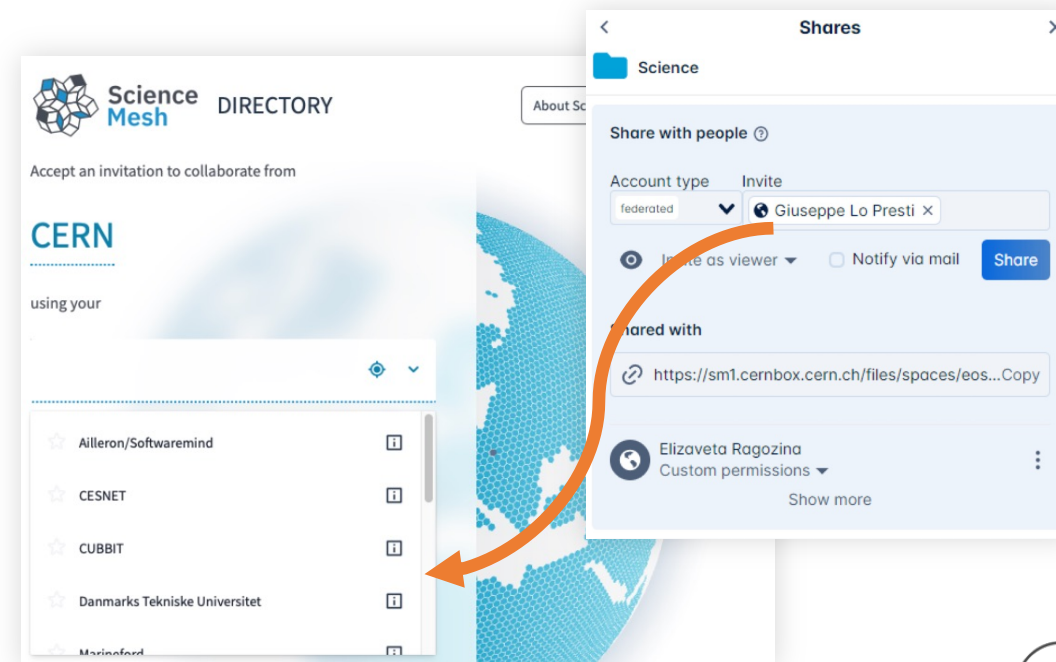 Science
Mesh
DIRECTORY
About Sc
Accept an invitation to collaborate from
CERN
using your
Ailleron/Softwaremind
CESNET
CUBBIT
Danmarks Tekniske Universitet
Marineford
Shares
Science
Share with people
Account type Invite
federated Giuseppe Lo Presti ×
Invite as viewer Notify via mail Share
Shared with
https://sm1.cernbox.cern.ch/files/spaces/eos...Copy
Elizaveta Ragozina
Custom permissions
Show more